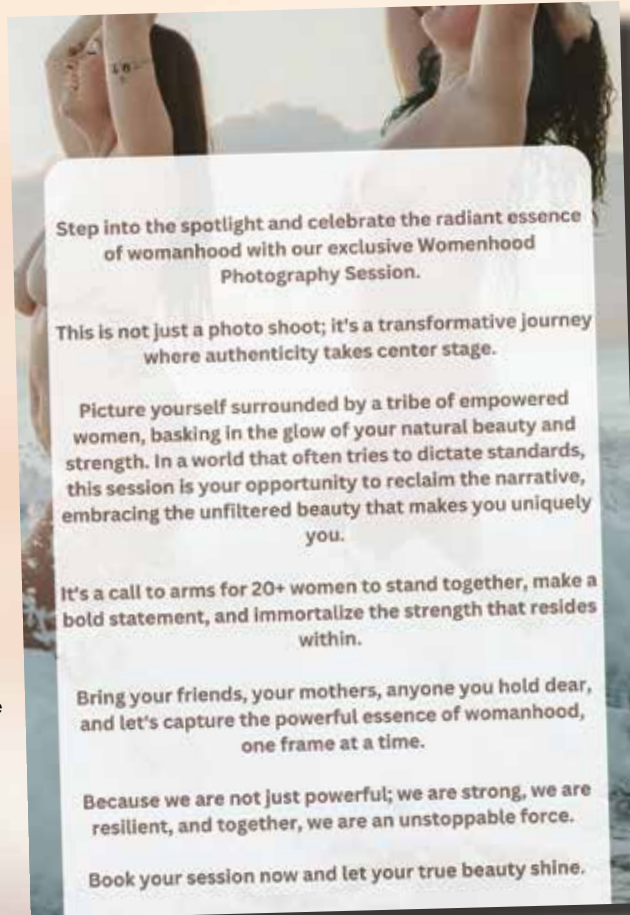 Step into the spotlight and celebrate the radiant essence
of womanhood with our exclusive Womenhood
Photography Session.
This is not just a photo shoot; it's a transformative journey
where authenticity takes center stage.
Picture yourself surrounded by a tribe of empowered
women, basking in the glow of your natural beauty and
strength. In a world that often tries to dictate standards,
this session is your opportunity to reclaim the narrative,
embracing the unfiltered beauty that makes you uniquely
you.
It's a call to arms for 20+ women to stand together, make a
bold statement, and immortalize the strength that resides
within.
Bring your friends, your mothers, anyone you hold dear,
and let's capture the powerful essence of womanhood,
one frame at a time.
Because we are not just powerful; we are strong, we are
resilient, and together, we are an unstoppable force.
Book your session now and let your true beauty shine.